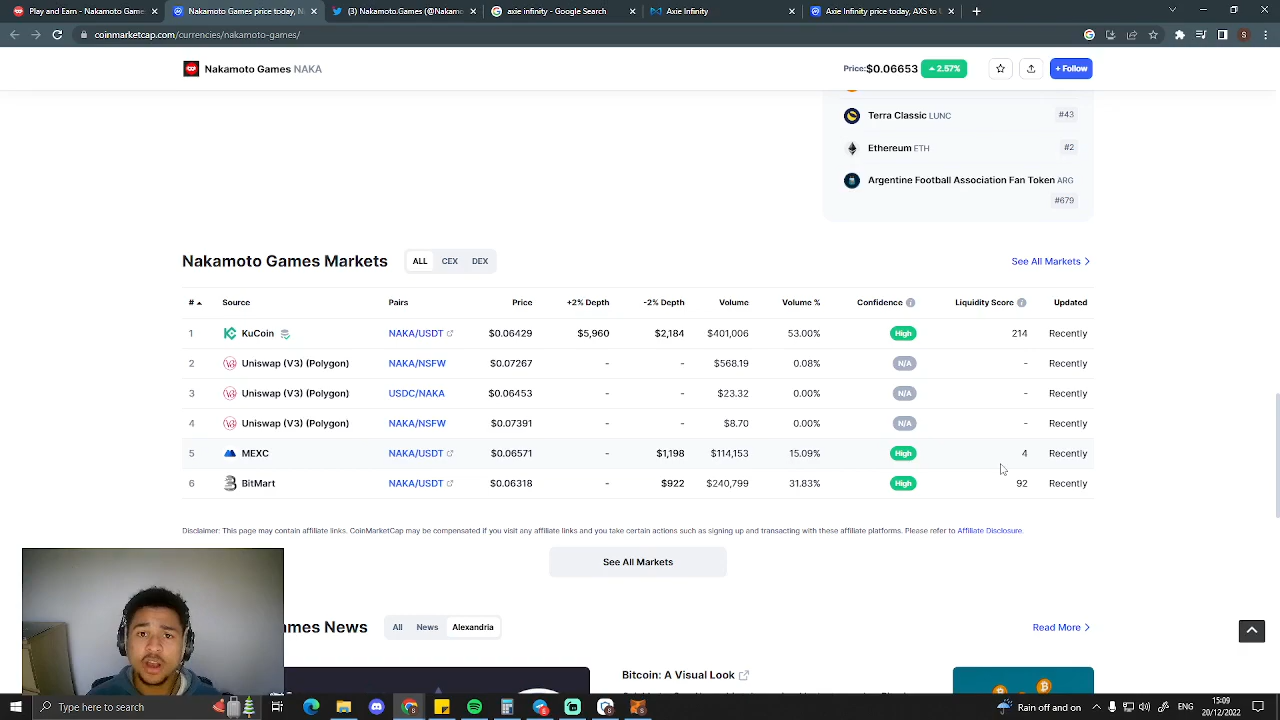 Pay and Earn - Nakamoto Games
Nakamoto Games price today, N
CoinMarketCap @ Games (@Nakamo
axie infinity - Google Search
Axie Infinity
Axie Infinity price today, AXS to
coinmarketcap.com/currencies/nakamoto-games/
S
Nakamoto Games NAKA
Price: $0.06653 2.57% + Follow
Terra Classic LUNC #43
Ethereum ETH #2
Argentine Football Association Fan Token ARG
#679
Nakamoto Games Markets ALL CEX DEX See All Markets
# Source Pairs Price +2% Depth -2% Depth Volume Volume % Confidence Liquidity Score Updated
1 KuCoin NAKA/USDT $0.06429 $5,960 $2,184 $401,006 53.00% High 214 Recently
2 Uniswap (V3) (Polygon) NAKA/NSFW $0.07267 - - $568.19 0.08% N/A - Recently
3 Uniswap (V3) (Polygon) USDC/NAKA $0.06453 - - $23.32 0.00% N/A - Recently
4 Uniswap (V3) (Polygon) NAKA/NSFW $0.07391 - - $8.70 0.00% N/A - Recently
5 MEXC NAKA/USDT $0.06571 - $1,198 $114,153 15.09% High 4 Recently
6 BitMart NAKA/USDT $0.06318 - $922 $240,799 31.83% High 92 Recently
Disclaimer: This page may contain affiliate links. CoinMarketCap may be compensated if you visit any affiliate links and you take certain actions such as signing up and transacting with these affiliate platforms. Please refer to Affiliate Disclosure.
See All Markets
ames News All News Alexandria Read More
Bitcoin: A Visual Look
Type here to search
Rain and on
ENG
15:09
20/12/2022